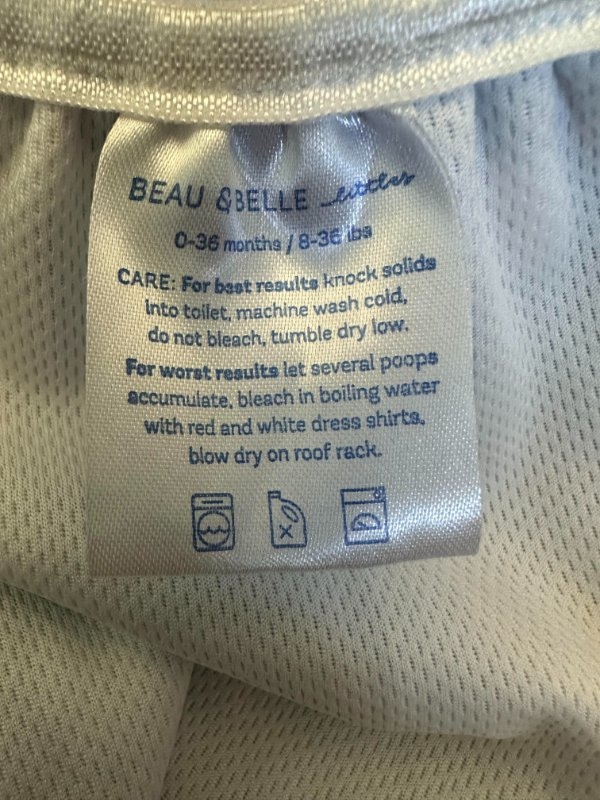 BEAU & BELLE littles
0-36 months / 8-36 lbs
CARE: For best results knock solids
into toilet, machine wash cold,
do not bleach, tumble dry low.
For worst results let several poops
accumulate, bleach in boiling water
with red and white dress shirts,
blow dry on roof rack.